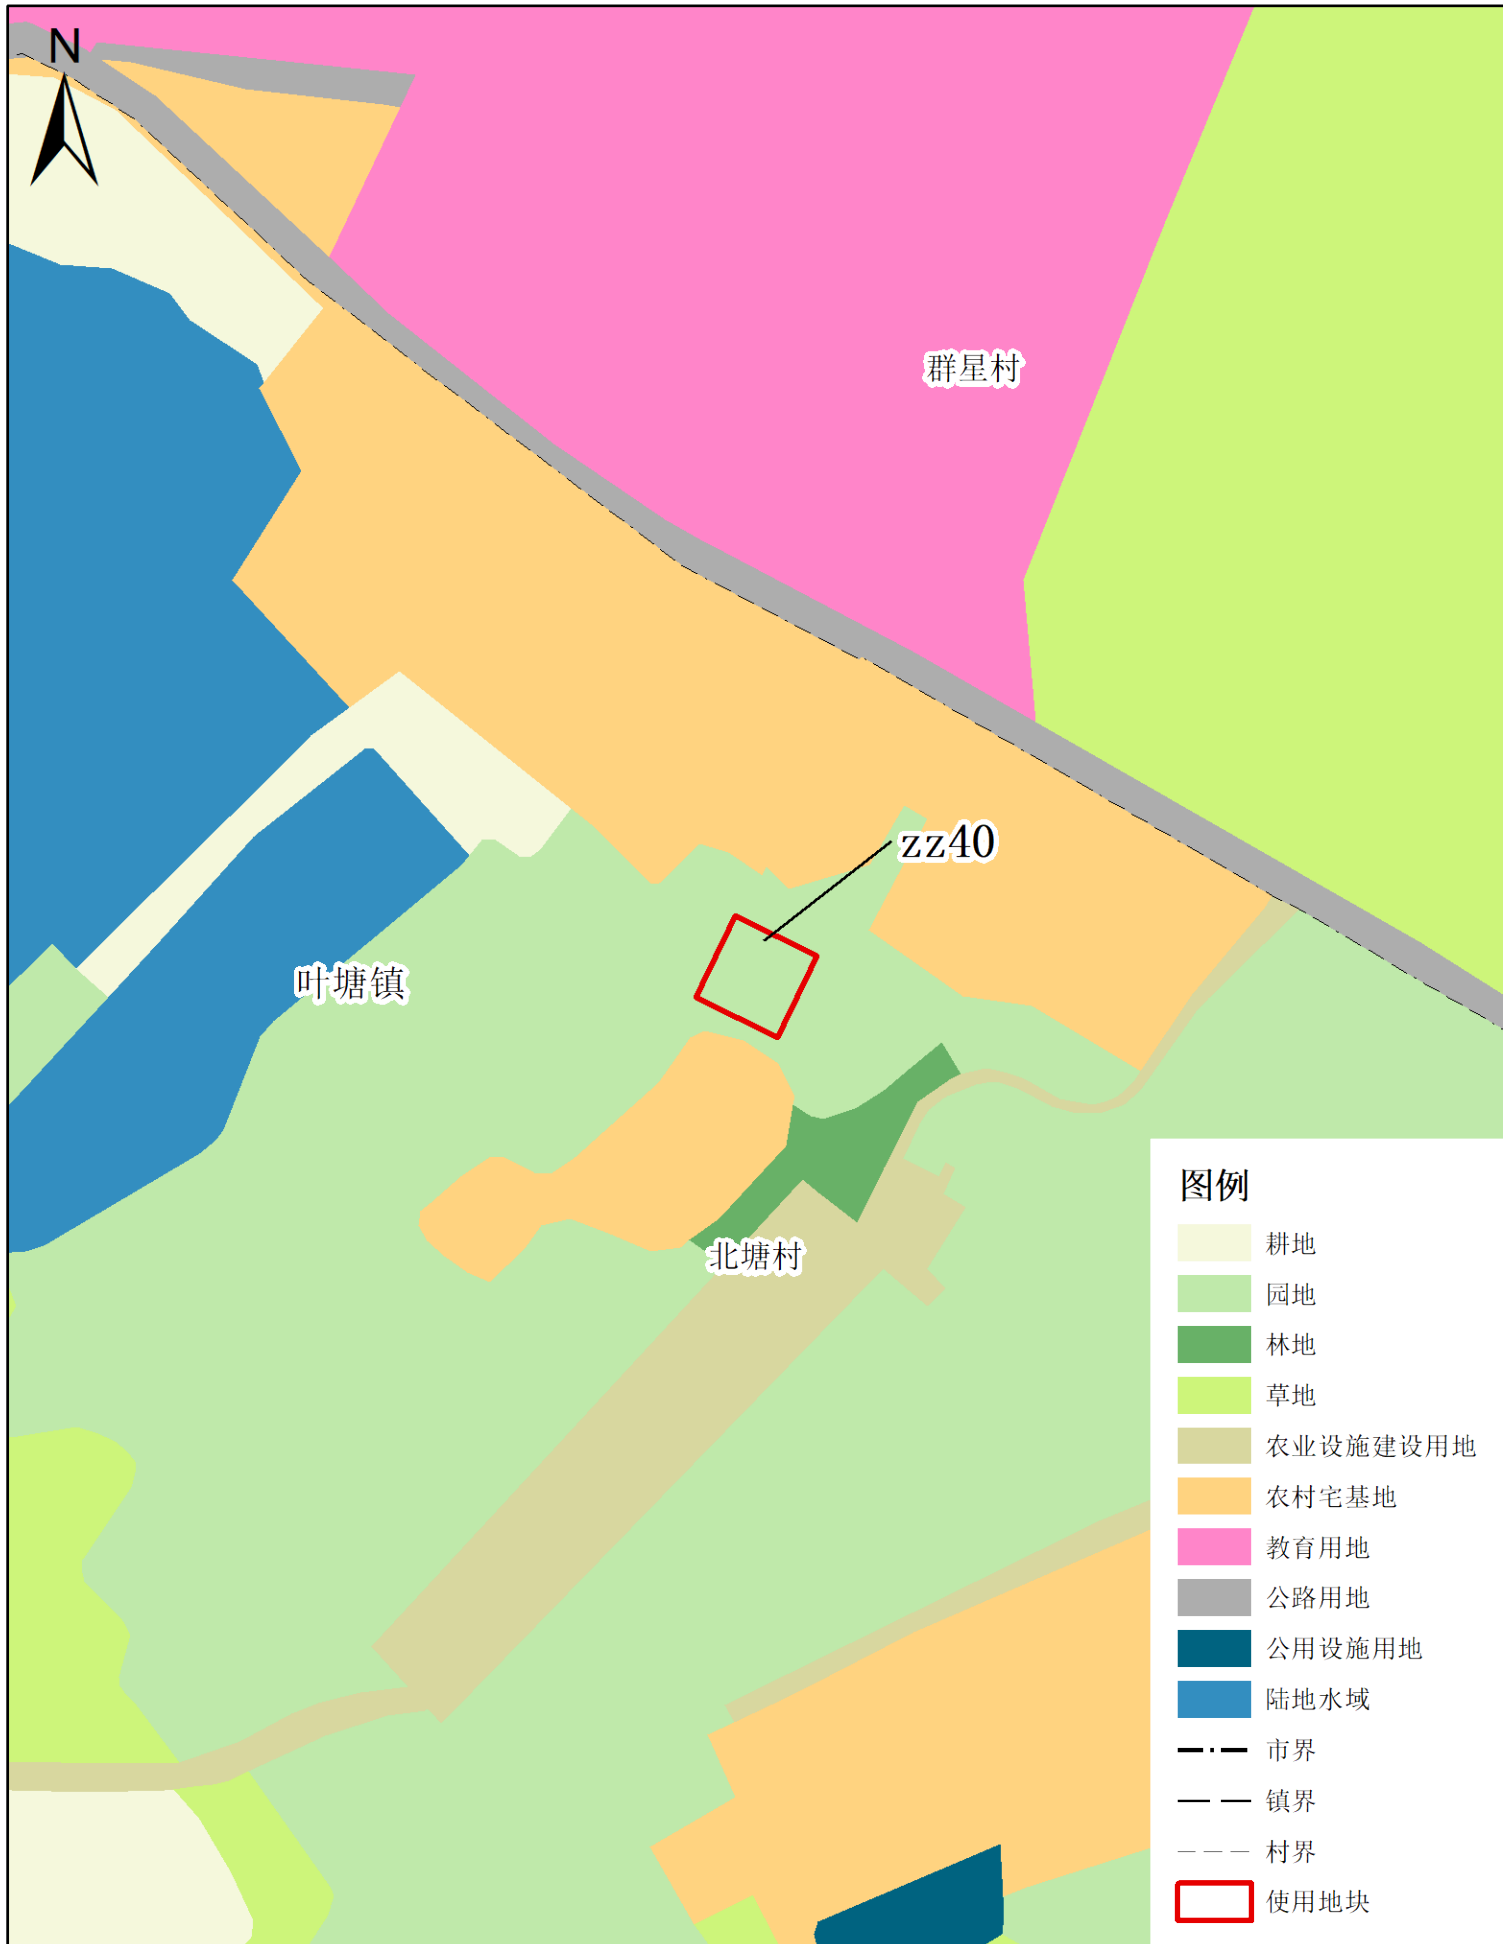 N
群星村
zz40
叶塘镇
北塘村
图例
耕地
园地
林地
草地
农业设施建设用地
农村宅基地
教育用地
公路用地
公用设施用地
陆地水域
市界
镇界
村界
使用地块